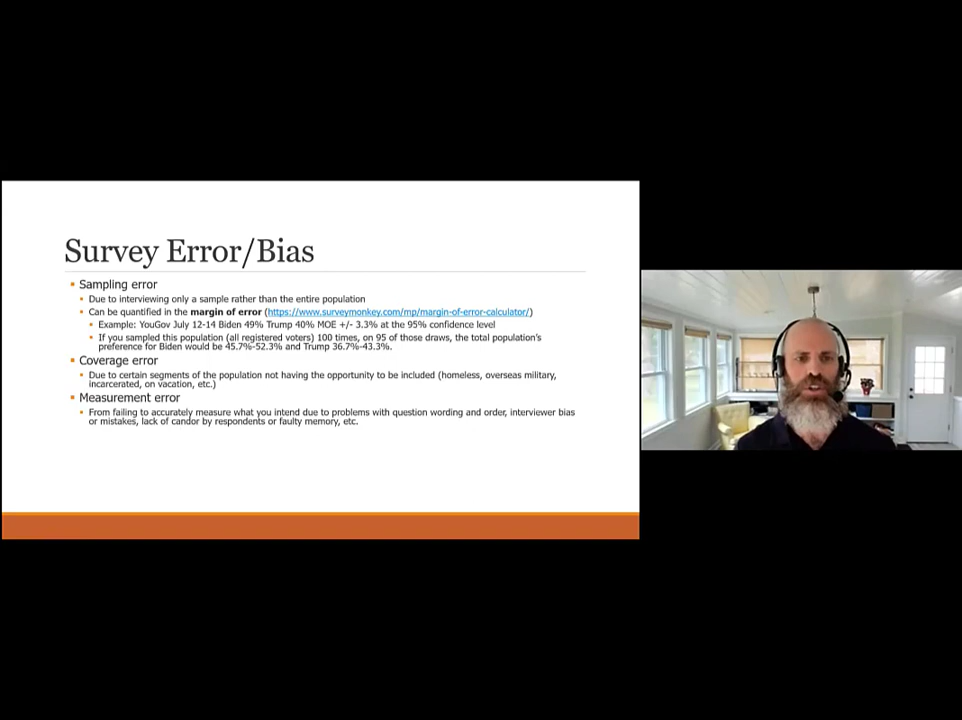 Survey Error/Bias
Sampling error
Due to interviewing only a sample rather than the entire population
Can be quantified in the margin of error (https://www.surveymonkey.com/mp/margin-of-error-calculator/)
Example: YouGov July 12-14 Biden 49% Trump 40% MOE +/- 3.3% at the 95% confidence level
If you sampled this population (all registered voters) 100 times, on 95 of those draws, the total population's
preference for Biden would be 45.7%-52.3% and Trump 36.7%-43.3%.
Coverage error
Due to certain segments of the population not having the opportunity to be included (homeless, overseas military,
incarcerated, on vacation, etc.)
Measurement error
From failing to accurately measure what you intend due to problems with question wording and order, interviewer bias
or mistakes, lack of candor by respondents or faulty memory, etc.